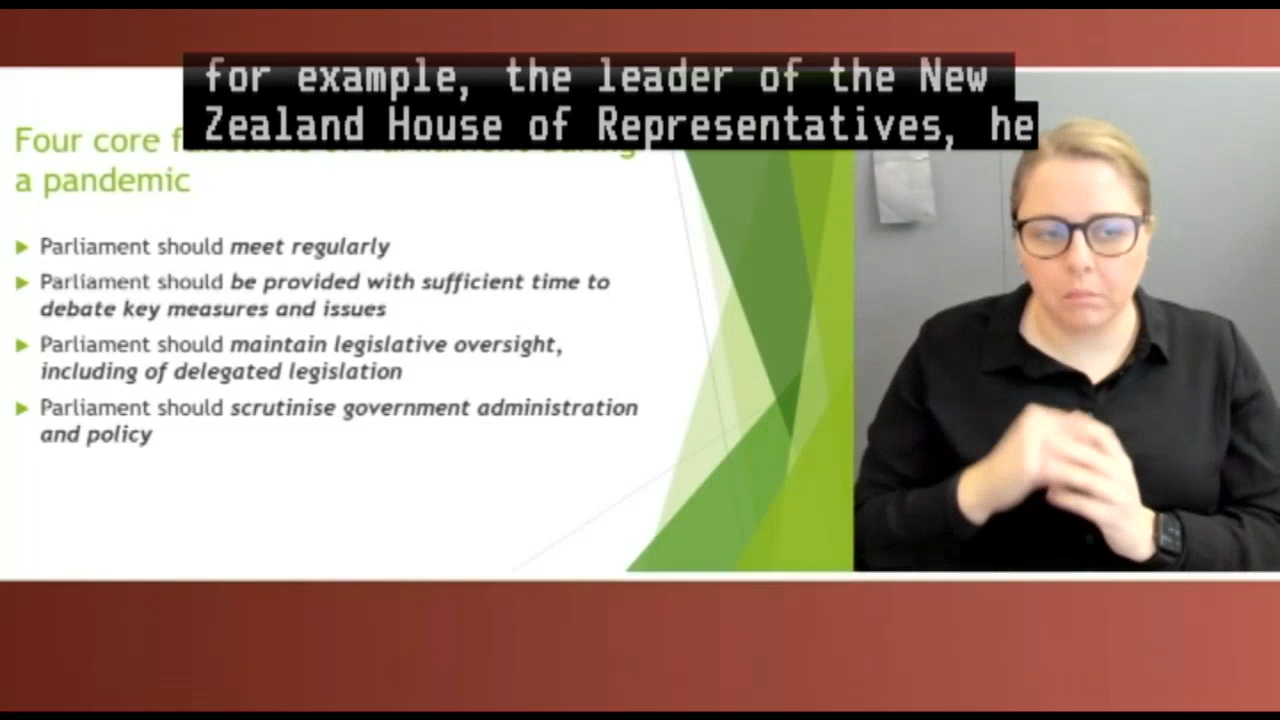 for example, the leader of the New
Zealand House of Representatives, he
Four core
a pandemic
Parliament should meet regularly
Parliament should be provided with sufficient time to
debate key measures and issues
Parliament should maintain legislative oversight,
including of delegated legislation
Parliament should scrutinise government administration
and policy